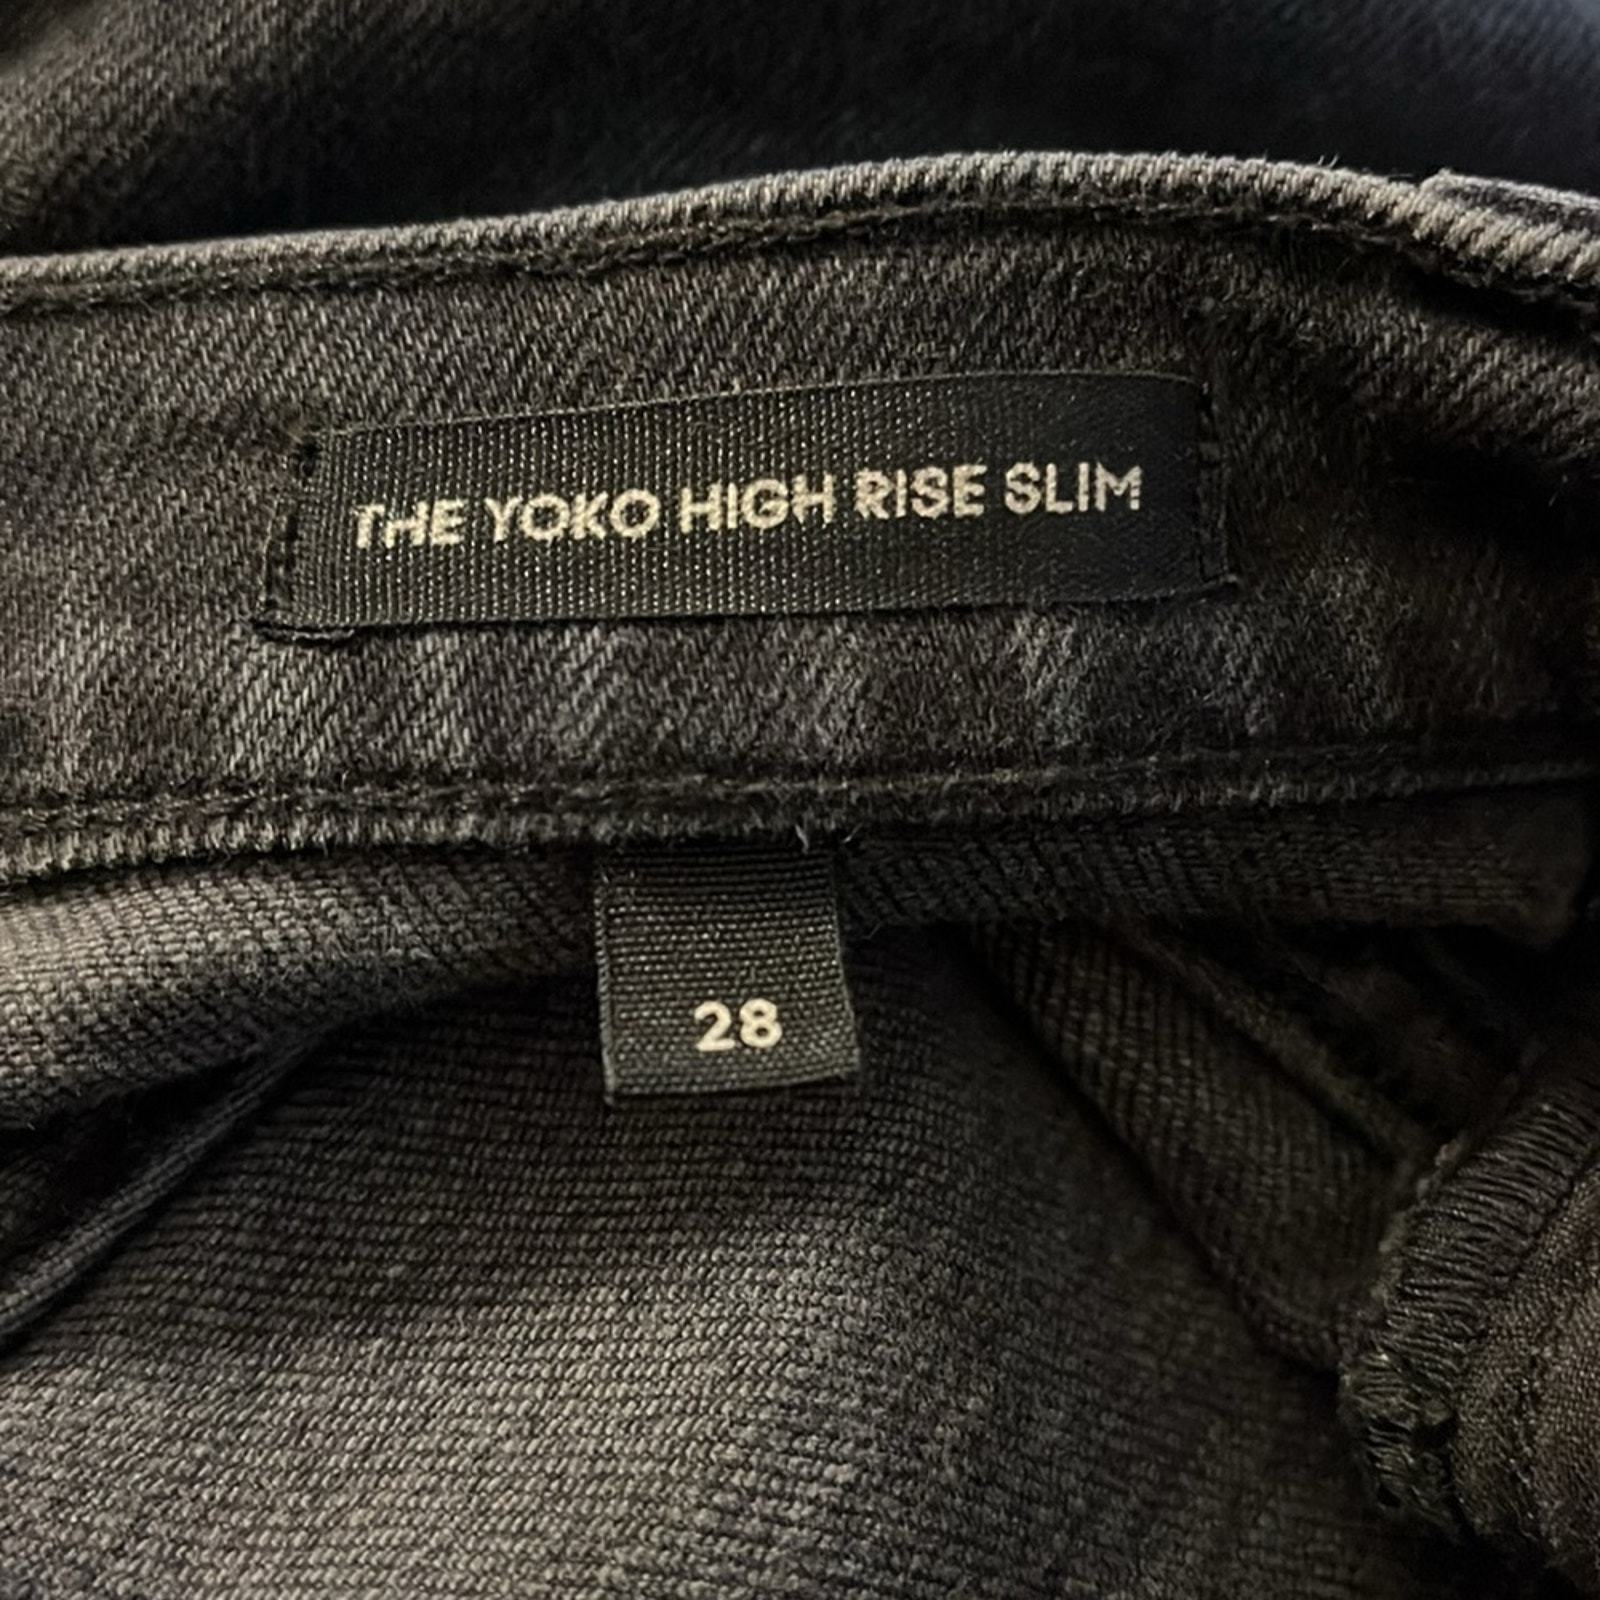 THE YOKO HIGH RISE SLIM
28